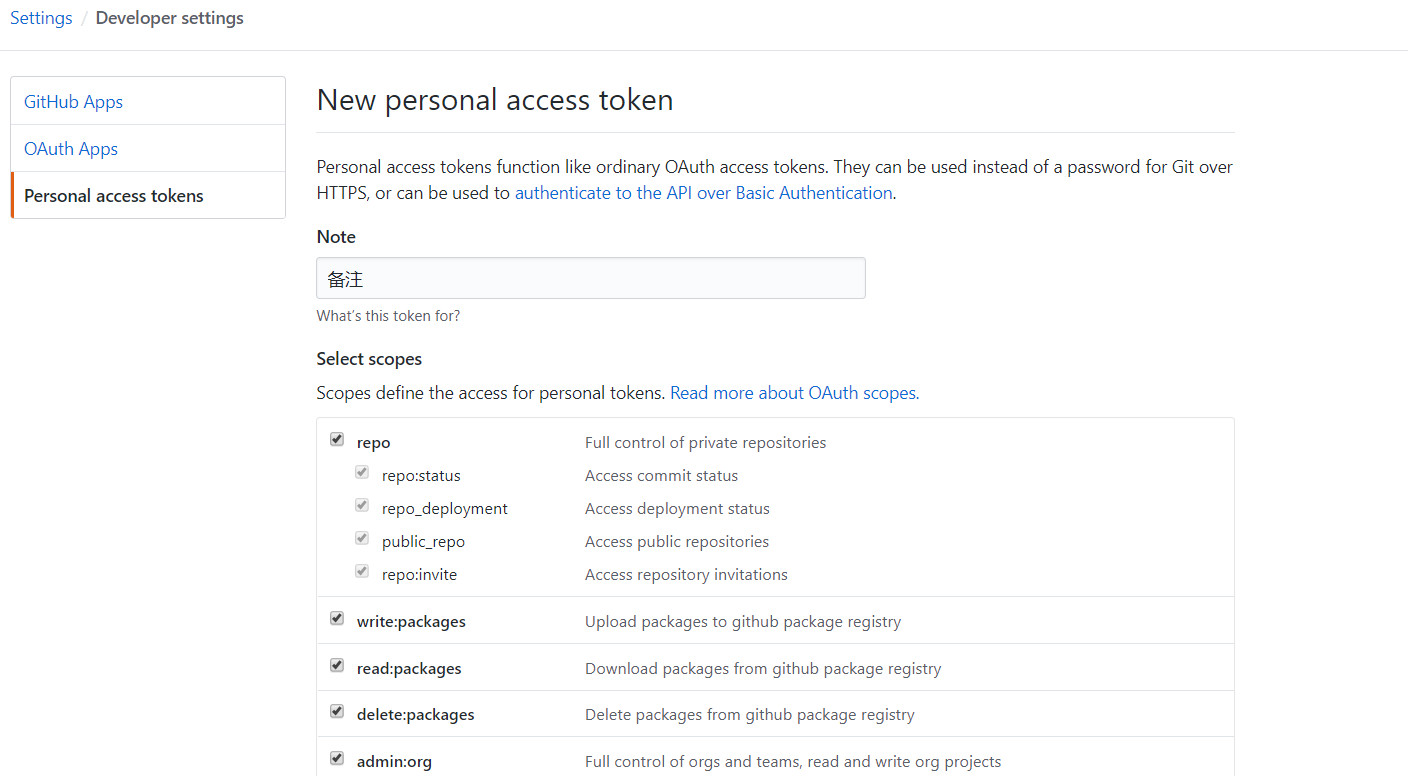 Settings / Developer settings
GitHub Apps
OAuth Apps
Personal access tokens
New personal access token
Personal access tokens function like ordinary OAuth access tokens. They can be used instead of a password for Git over
HTTPS, or can be used to authenticate to the API over Basic Authentication.
Note
备注
What's this token for?
Select scopes
Scopes define the access for personal tokens. Read more about OAuth scopes.
repo Full control of private repositories
repo:status Access commit status
repo_deployment Access deployment status
public_repo Access public repositories
repo:invite Access repository invitations
write:packages Upload packages to github package registry
read:packages Download packages from github package registry
delete:packages Delete packages from github package registry
admin:org Full control of orgs and teams, read and write org projects